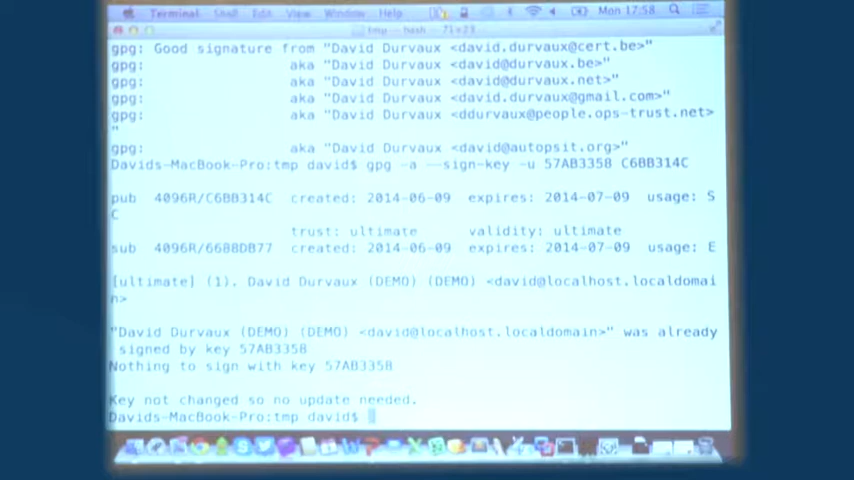 Terminal Shell Edit View Window Help Mon 17:58
tmp — bash — 71×23
gpg: Good signature from "David Durvaux <david.durvaux@cert.be>"
gpg: aka "David Durvaux <david@durvaux.be>"
gpg: aka "David Durvaux <david@durvaux.net>"
gpg: aka "David Durvaux <david.durvaux@gmail.com>"
gpg: aka "David Durvaux <ddurvaux@people.ops-trust.net>
"
gpg: aka "David Durvaux <david@autopsit.org>"
Davids-MacBook-Pro:tmp david$ gpg -a --sign-key -u 57AB3358 C6BB314C
pub 4096R/C6BB314C created: 2014-06-09 expires: 2014-07-09 usage: S
C
trust: ultimate validity: ultimate
sub 4096R/66B8DB77 created: 2014-06-09 expires: 2014-07-09 usage: E
[ultimate] (1). David Durvaux (DEMO) (DEMO) <david@localhost.localdomai
n>
"David Durvaux (DEMO) (DEMO) <david@localhost.localdomain>" was already
signed by key 57AB3358
Nothing to sign with key 57AB3358
Key not changed so no update needed.
Davids-MacBook-Pro:tmp david$